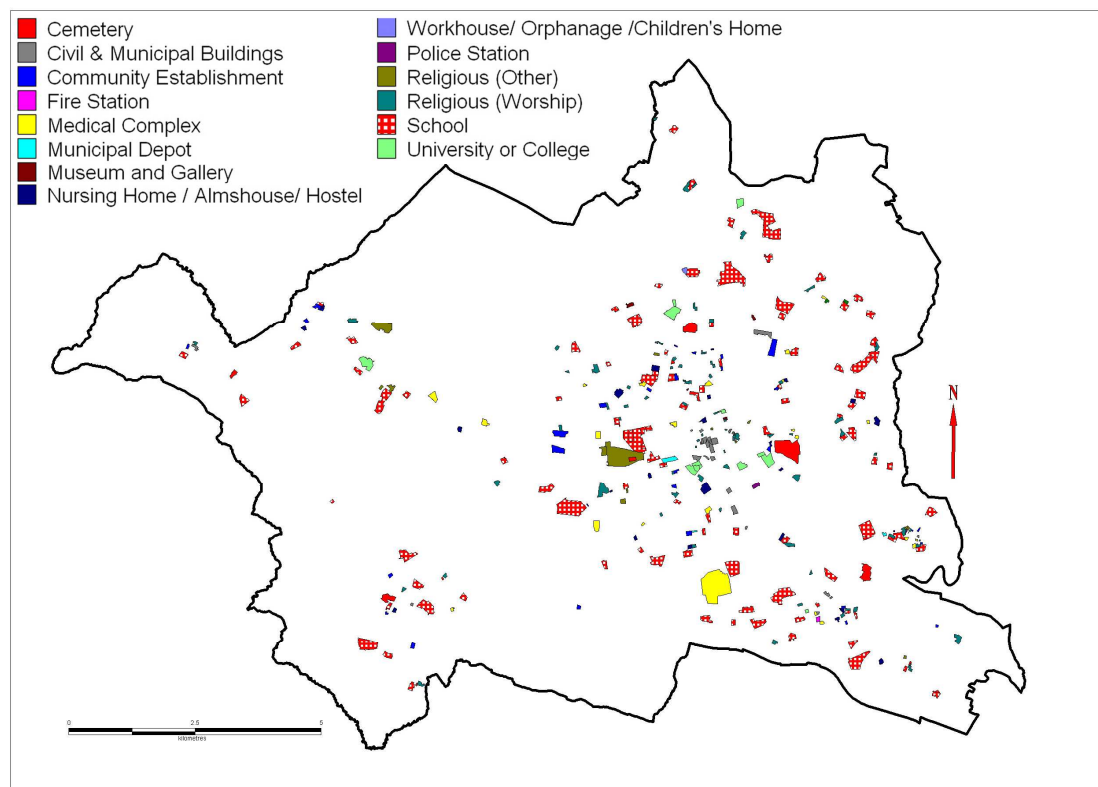 Cemetery
Civil & Municipal Buildings
Community Establishment
Fire Station
Medical Complex
Municipal Depot
Museum and Gallery
Nursing Home / Almshouse/ Hostel
Workhouse/ Orphanage /Children's Home
Police Station
Religious (Other)
Religious (Worship)
School
University or College
N
0 2.5 5
kilometres